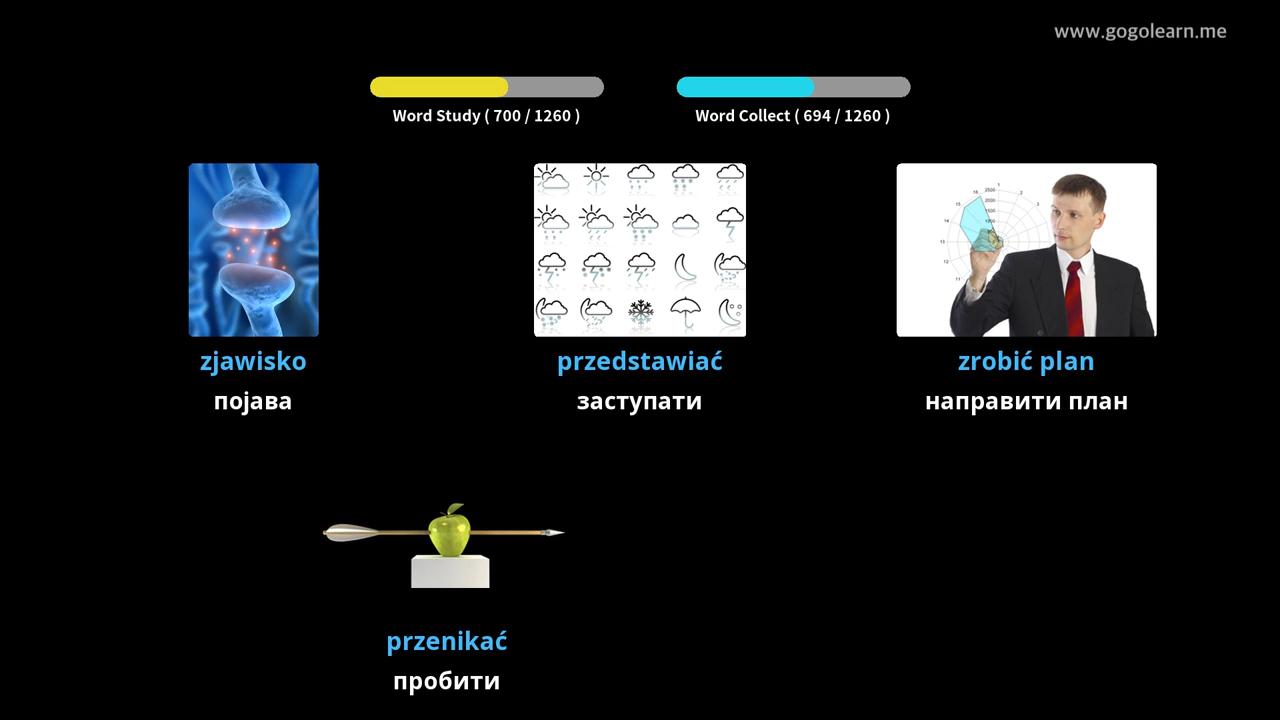 www.gogolearn.me
Word Study ( 700 / 1260 )
Word Collect ( 694 / 1260 )
zjawisko
појава
przedstawiać
заступати
zrobić plan
направити план
przenikać
пробити